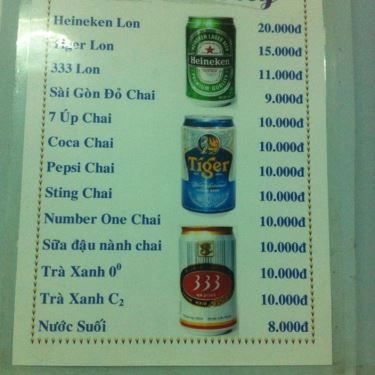 Heineken Lon 20.000đ
Tiger Lon 15.000đ
333 Lon 11.000đ
Sài Gòn Đỏ Chai 9.000đ
7 Úp Chai 10.000đ
Coca Chai 10.000đ
Pepsi Chai 10.000đ
Sting Chai 10.000đ
Number One Chai 10.000đ
Sữa đậu nành chai 10.000đ
Trà Xanh 0⁰ 10.000đ
Trà Xanh C₂ 10.000đ
Nước Suối 8.000đ
Heineken
Tiger
333